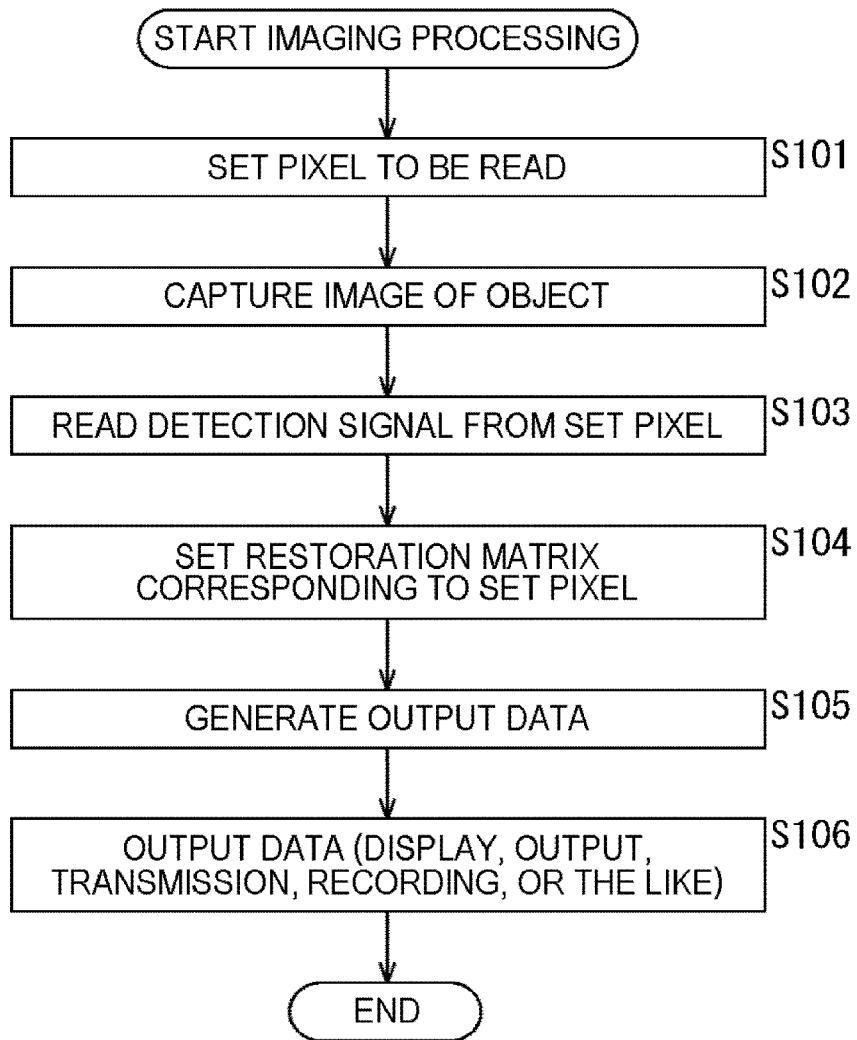 START IMAGING PROCESSING
SET PIXEL TO BE READ
S101
CAPTURE IMAGE OF OBJECT
S102
READ DETECTION SIGNAL FROM SET PIXEL
S103
SET RESTORATION MATRIX
CORRESPONDING TO SET PIXEL
S104
GENERATE OUTPUT DATA
S105
OUTPUT DATA (DISPLAY, OUTPUT,
TRANSMISSION, RECORDING, OR THE LIKE)
S106
END